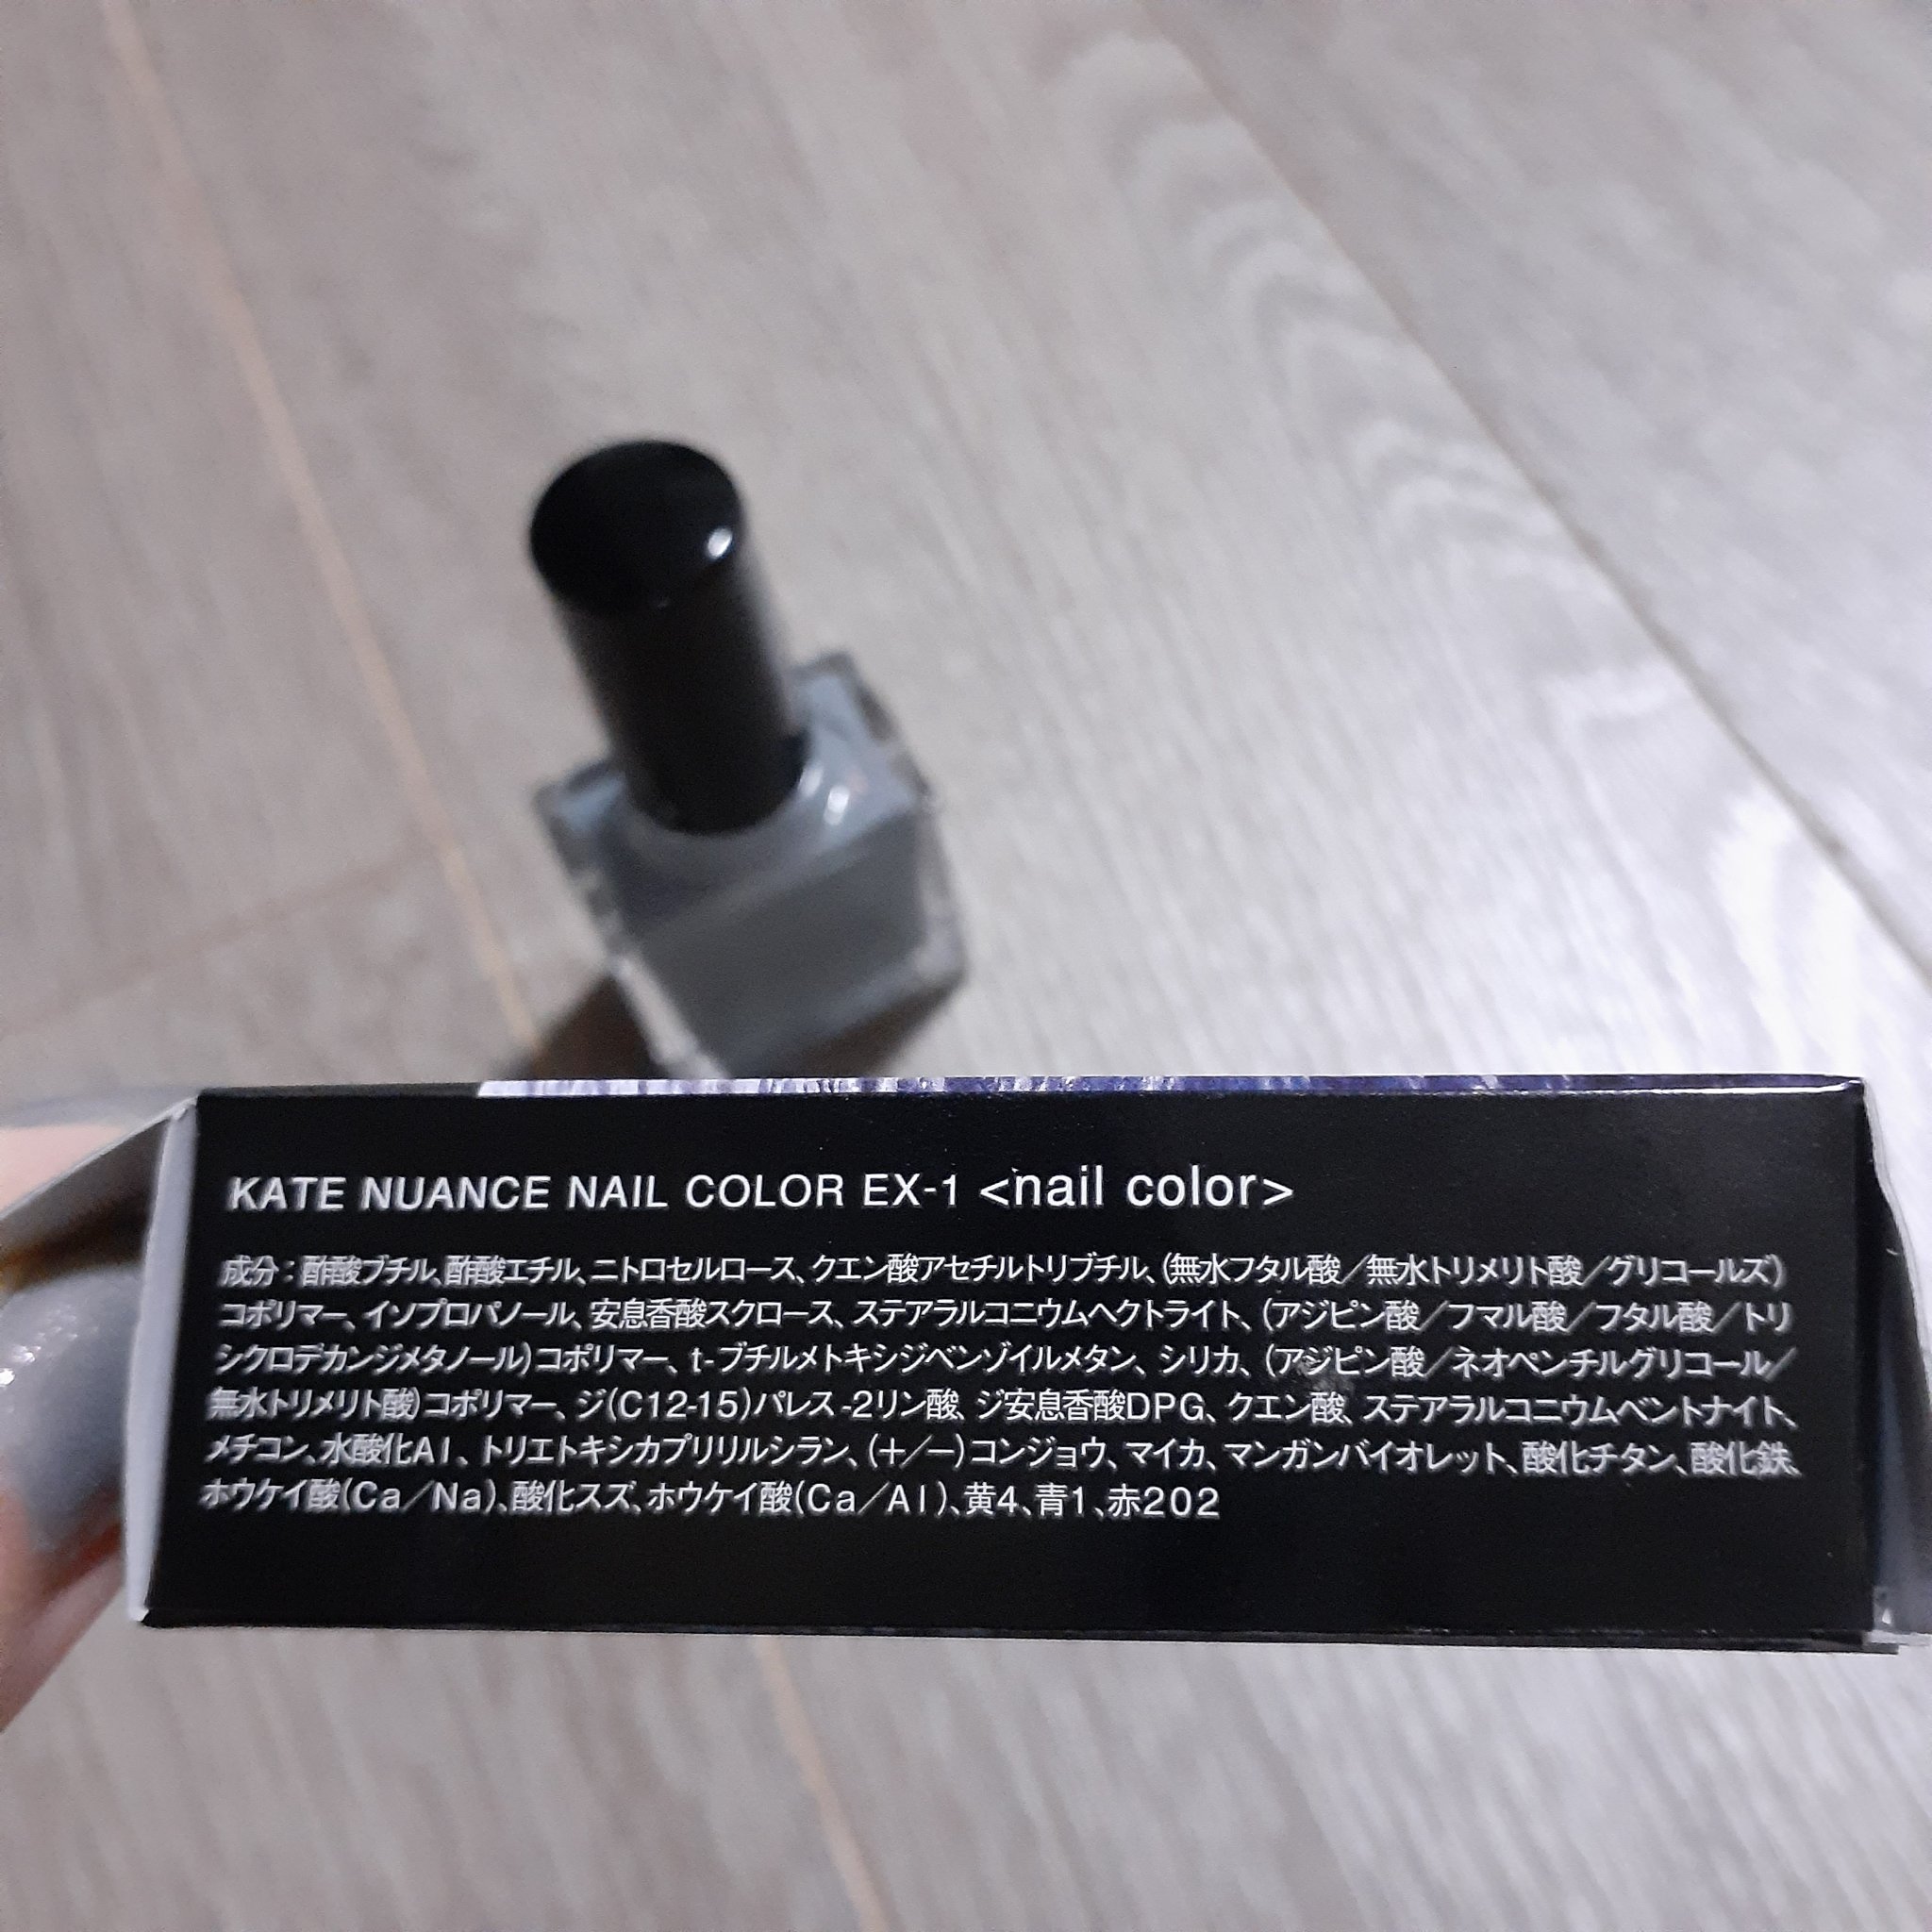 KATE NUANCE NAIL COLOR EX-1 <nail color>
成分：酢酸ブチル、酢酸エチル、ニトロセルロース、クエン酸アセチルトリブチル、(無水フタル酸／無水トリメリト酸／グリコールズ)
コポリマー、イソプロパノール、安息香酸スクロース、ステアラルコニウムヘクトライト、(アジピン酸／フマル酸／フタル酸／トリ
シクロデカンジメタノール)コポリマー、t-ブチルメトキシジベンゾイルメタン、シリカ、(アジピン酸／ネオペンチルグリコール／
無水トリメリト酸)コポリマー、ジ(C12-15)パレス-2リン酸、ジ安息香酸DPG、クエン酸、ステアラルコニウムベントナイト、
メチコン、水酸化Al、トリエトキシカプリリルシラン、(+／−)コンジョウ、マイカ、マンガンバイオレット、酸化チタン、酸化鉄、
ホウケイ酸(Ca／Na)、酸化スズ、ホウケイ酸(Ca／Al)、黄4、青1、赤202